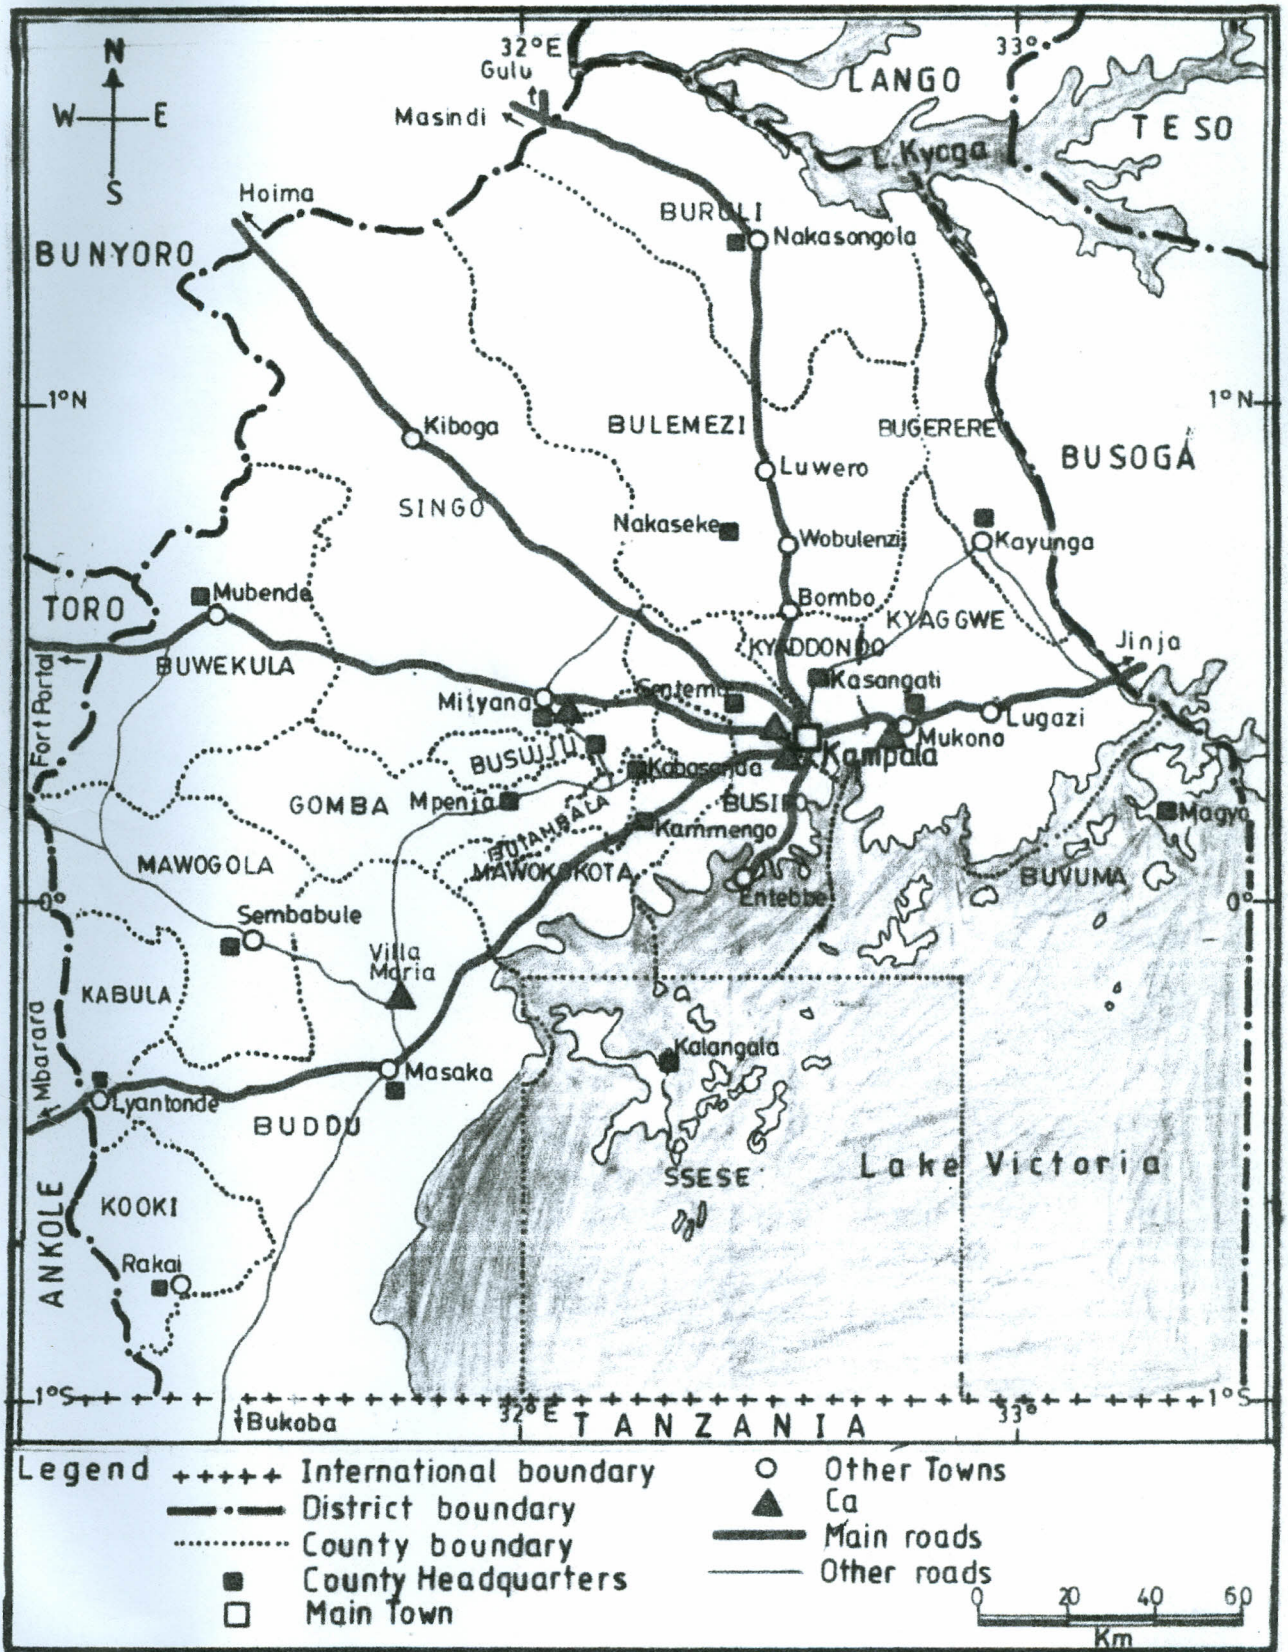 N
W E
S
32°E
33°
Gulu
Masindi
LANGO
TESO
L. Kyoga
Hoima
BUNYORO
BURULI
Nakasongola
1°N
1°N
Kiboga
BULEMEZI
BUGERERE
BUSOGA
Luwero
SINGO
Nakaseke
Wobulenzi
Kayunga
TORO
Mubende
Bombo
KYAGGWE
KYADDONDO
Jinja
BUWEKULA
Fort Portal
Kasangati
Mityana
Sentema
Lugazi
Mukono
Kampala
BUSUJJU
Kabasanda
GOMBA
Mpenja
BUTAMBALA
BUSIRO
Kammengo
Magyo
MAWOGOLA
MAWOKOKOTA
BUVUMA
Entebbe
0°
0°
Sembabule
Villa
Maria
KABULA
Mbarara
Kalangala
Masaka
Lyantonde
BUDDU
Lake Victoria
SSESE
KOOKI
ANKOLE
Rakai
1°S
1°S
Bukoba
32°E
TANZANIA
33°
Legend
International boundary
District boundary
County boundary
County Headquarters
Main Town
Other Towns
Ca
Main roads
Other roads
0 20 40 60
Km